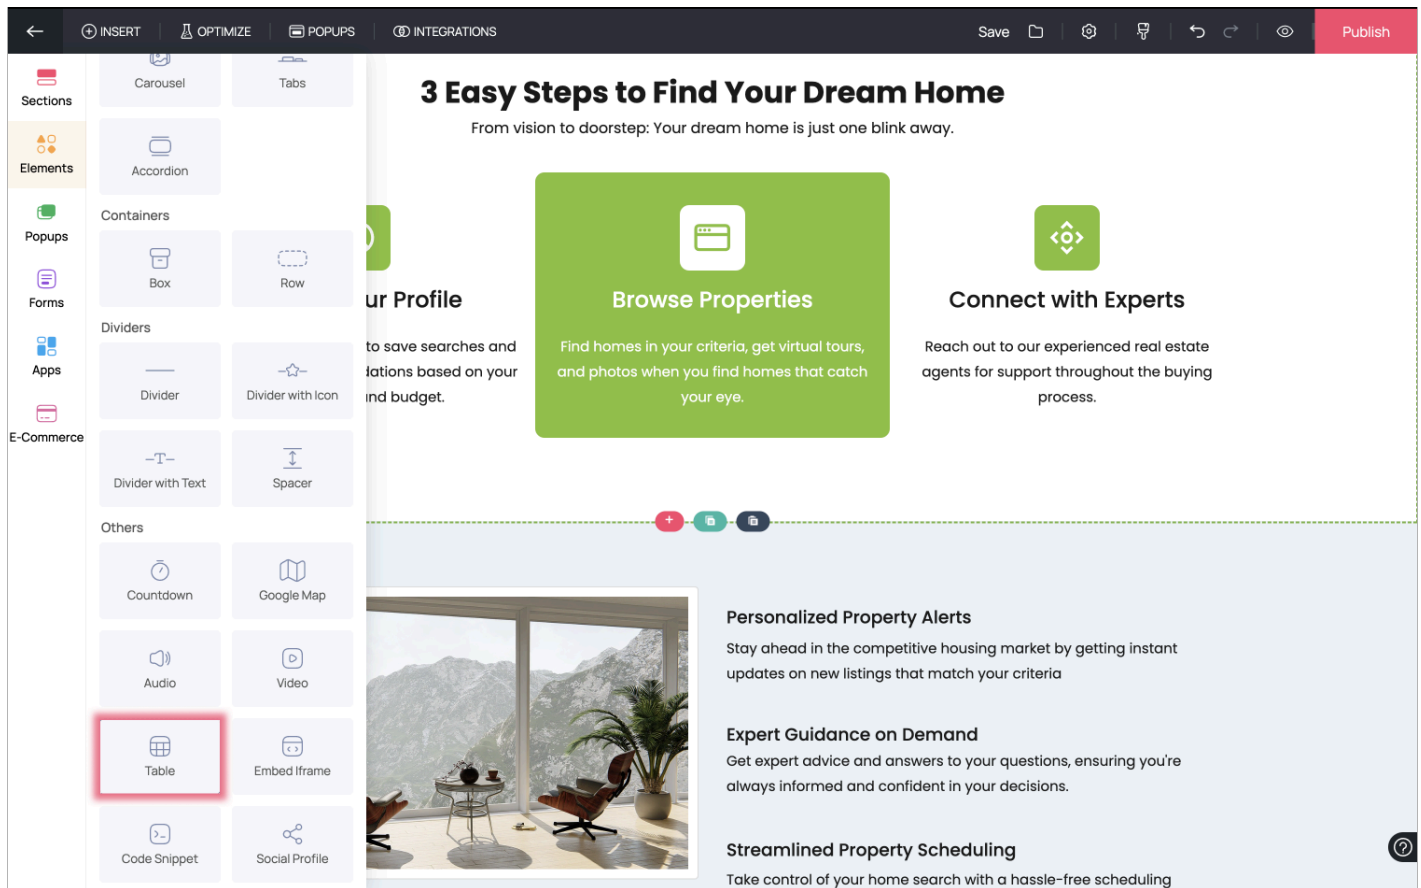 INSERT
OPTIMIZE
POPUPS
INTEGRATIONS
Save
Publish
Sections
Elements
Popups
Forms
Apps
E-Commerce
Carousel
Tabs
Accordion
Containers
Box
Row
Dividers
Divider
Divider with Icon
Divider with Text
Spacer
Others
Countdown
Google Map
Audio
Video
Table
Embed Iframe
Code Snippet
Social Profile
3 Easy Steps to Find Your Dream Home
From vision to doorstep: Your dream home is just one blink away.
ur Profile
to save searches and
dations based on your
and budget.
Browse Properties
Find homes in your criteria, get virtual tours,
and photos when you find homes that catch
your eye.
Connect with Experts
Reach out to our experienced real estate
agents for support throughout the buying
process.
Personalized Property Alerts
Stay ahead in the competitive housing market by getting instant
updates on new listings that match your criteria
Expert Guidance on Demand
Get expert advice and answers to your questions, ensuring you're
always informed and confident in your decisions.
Streamlined Property Scheduling
Take control of your home search with a hassle-free scheduling